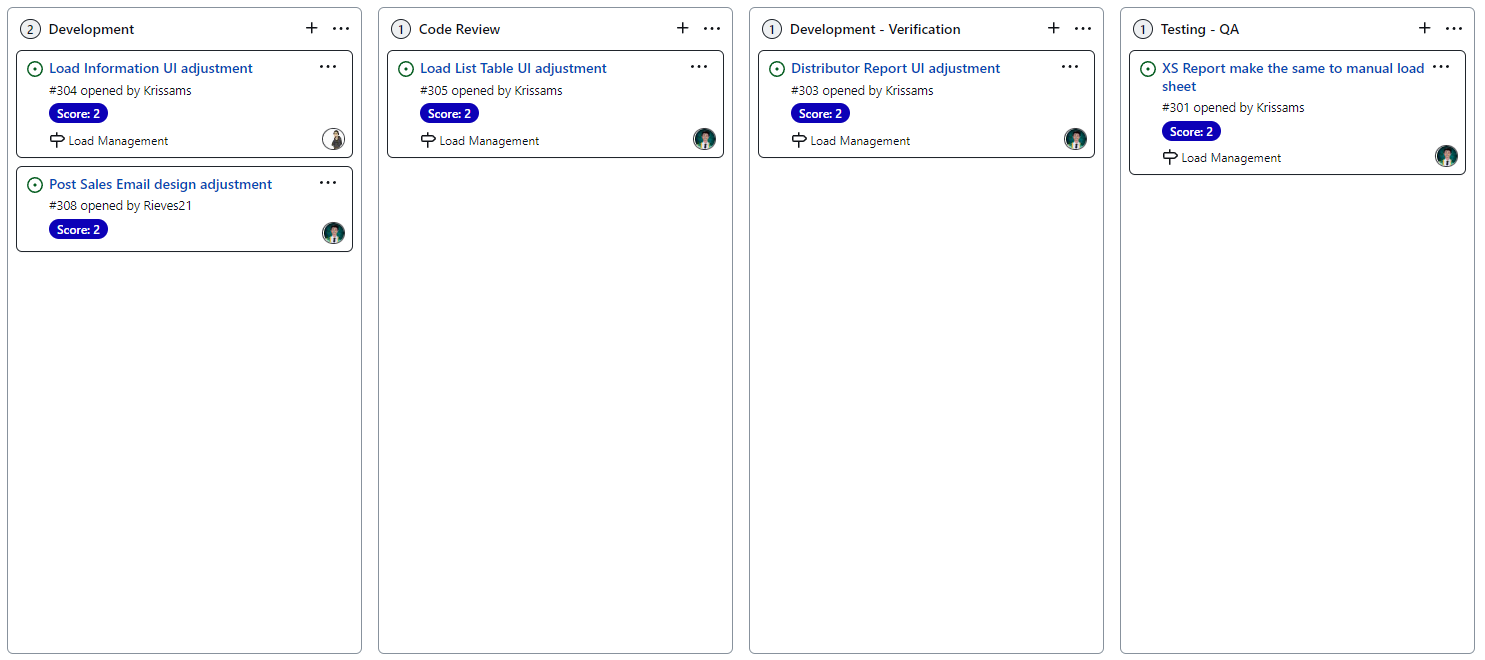 2 Development
Load Information UI adjustment
#304 opened by Krissams
Score: 2
Load Management
Post Sales Email design adjustment
#308 opened by Rieves21
Score: 2
1 Code Review
Load List Table UI adjustment
#305 opened by Krissams
Score: 2
Load Management
1 Development - Verification
Distributor Report UI adjustment
#303 opened by Krissams
Score: 2
Load Management
1 Testing - QA
XS Report make the same to manual load
sheet
#301 opened by Krissams
Score: 2
Load Management